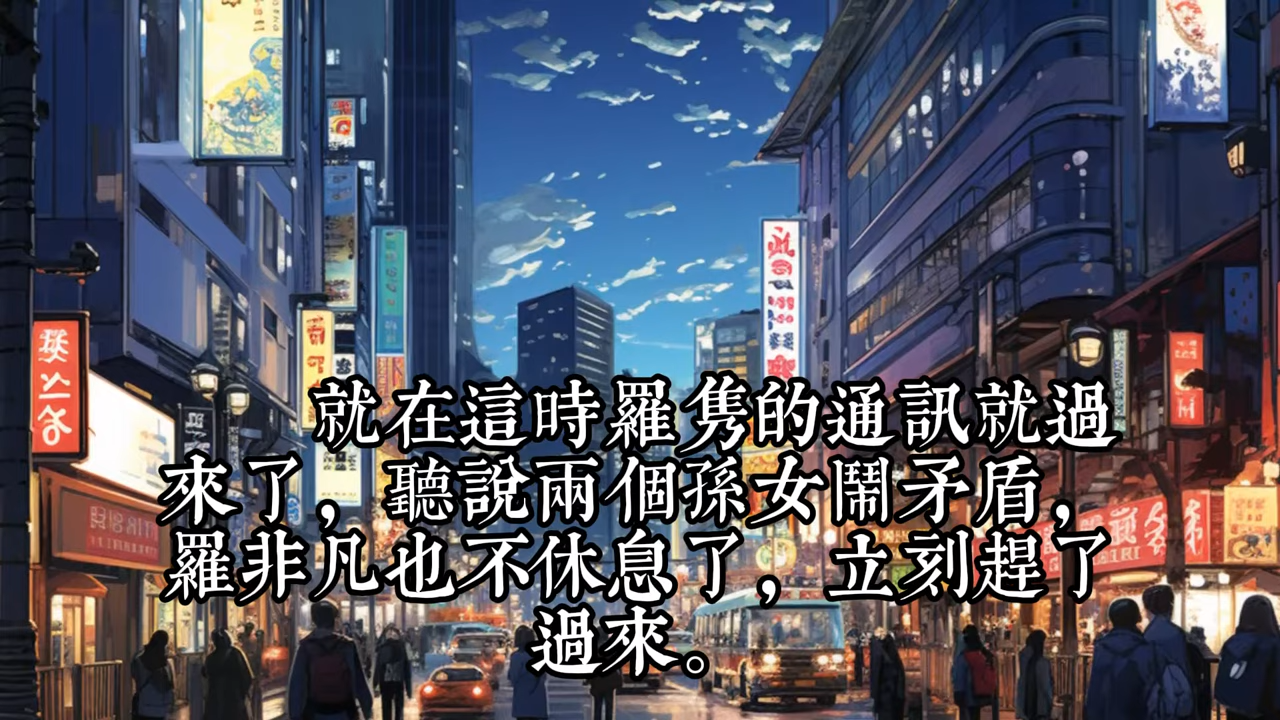 就在這時羅隽的通訊就過
來了，聽說兩個孫女鬧矛盾，
羅非凡也不休息了，立刻趕了
過來。